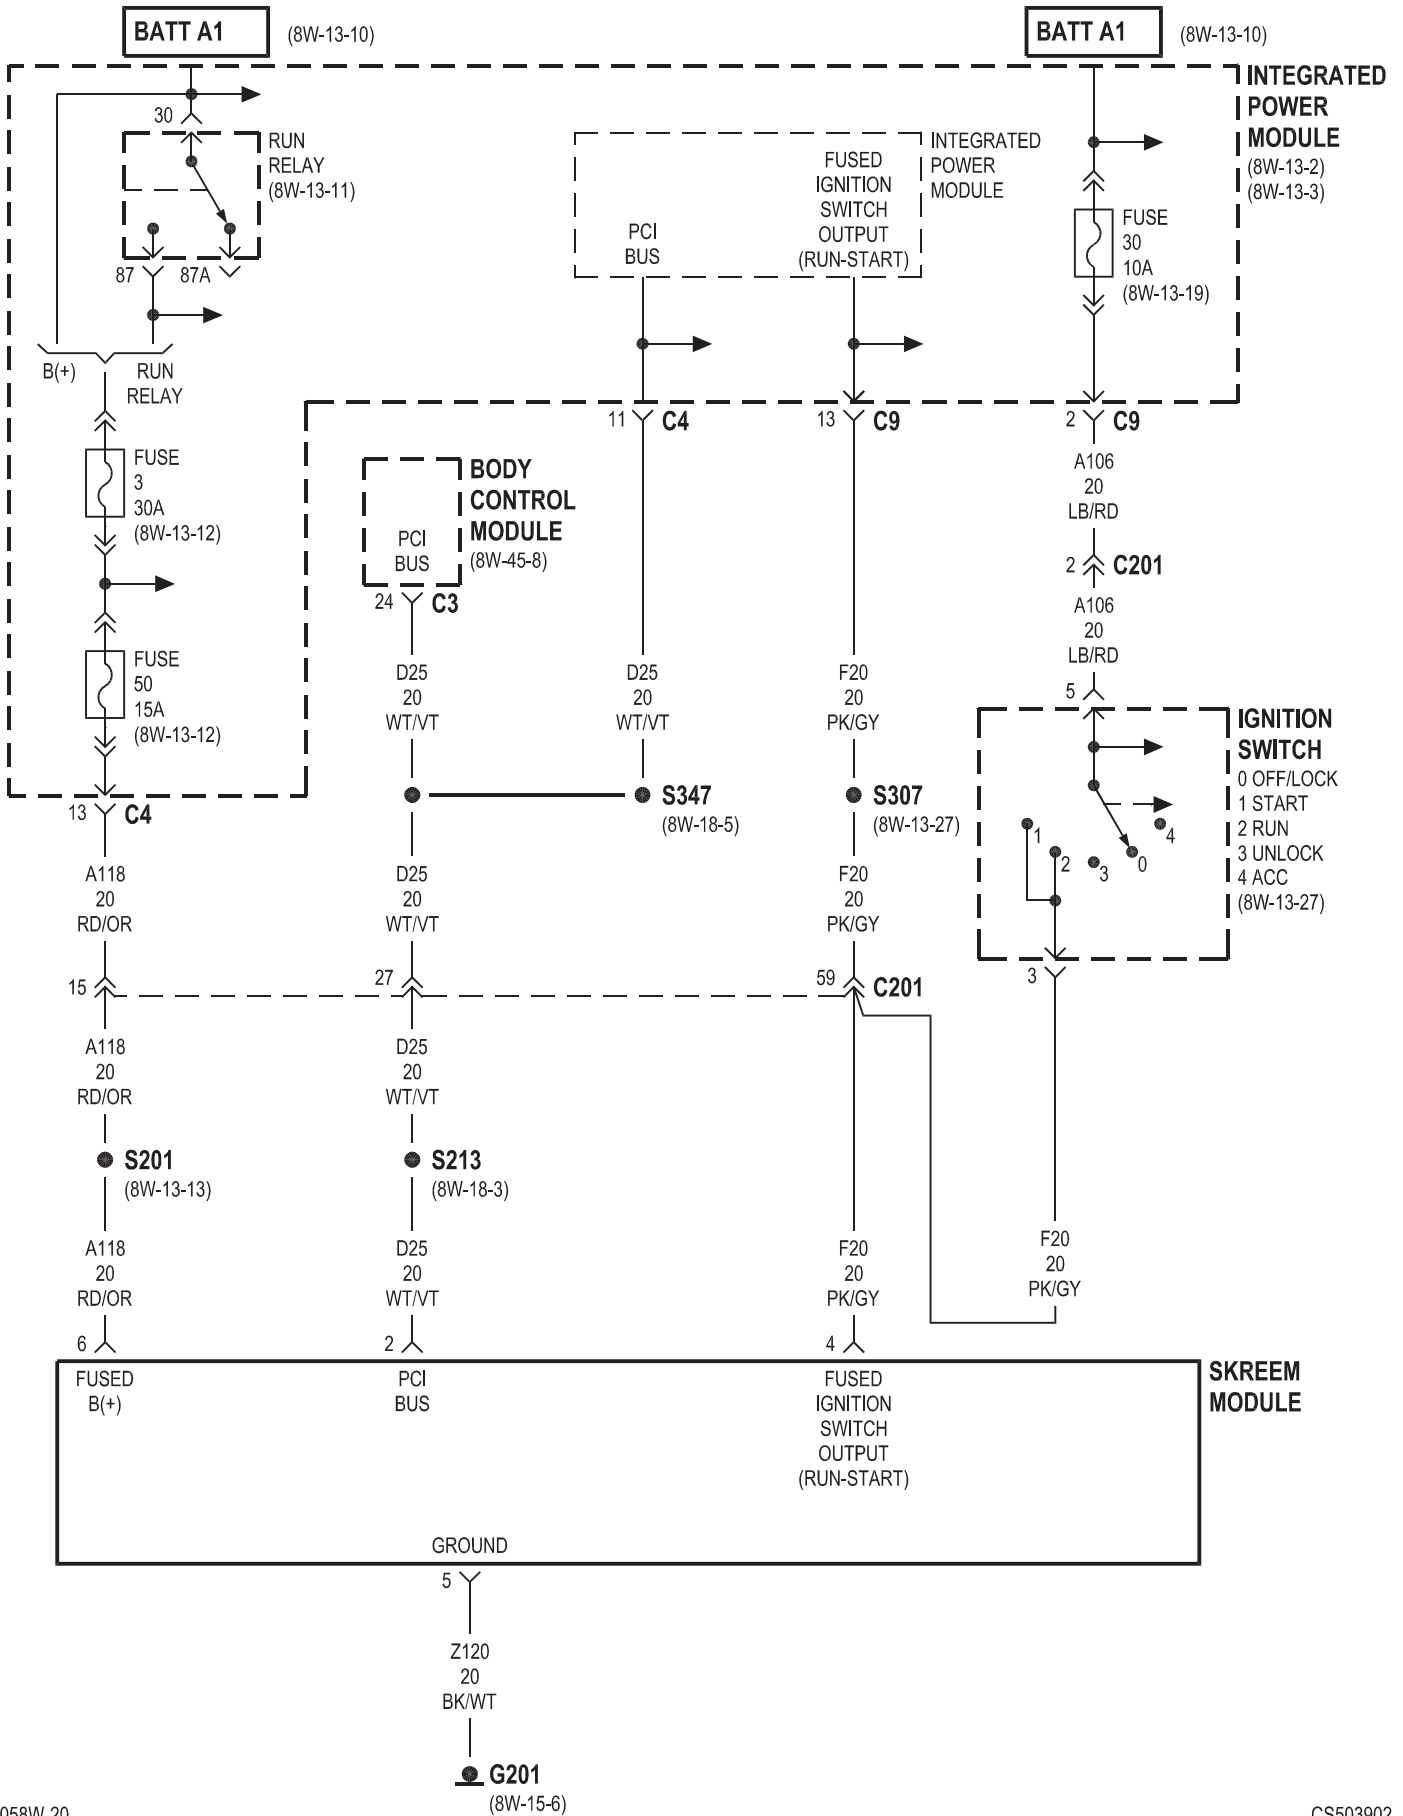 BATT A1
(8W-13-10)
BATT A1
(8W-13-10)
INTEGRATED
POWER
MODULE
(8W-13-2)
(8W-13-3)
30
RUN
RELAY
(8W-13-11)
87
87A
B(+)
RUN
RELAY
INTEGRATED
POWER
MODULE
PCI
BUS
FUSED
IGNITION
SWITCH
OUTPUT
(RUN-START)
FUSE
30
10A
(8W-13-19)
11
C4
13
C9
2
C9
FUSE
3
30A
(8W-13-12)
BODY
CONTROL
MODULE
(8W-45-8)
PCI
BUS
24
C3
A106
20
LB/RD
2
C201
A106
20
LB/RD
5
FUSE
50
15A
(8W-13-12)
D25
20
WT/VT
D25
20
WT/VT
F20
20
PK/GY
IGNITION
SWITCH
0 OFF/LOCK
1 START
2 RUN
3 UNLOCK
4 ACC
(8W-13-27)
1
2
3
0
4
13
C4
S347
(8W-18-5)
S307
(8W-13-27)
A118
20
RD/OR
D25
20
WT/VT
F20
20
PK/GY
15
27
59
C201
3
A118
20
RD/OR
D25
20
WT/VT
S201
(8W-13-13)
S213
(8W-18-3)
A118
20
RD/OR
D25
20
WT/VT
F20
20
PK/GY
F20
20
PK/GY
6
2
4
SKREEM
MODULE
FUSED
B(+)
PCI
BUS
FUSED
IGNITION
SWITCH
OUTPUT
(RUN-START)
GROUND
5
Z120
20
BK/WT
G201
(8W-15-6)
058W-20
CS503902